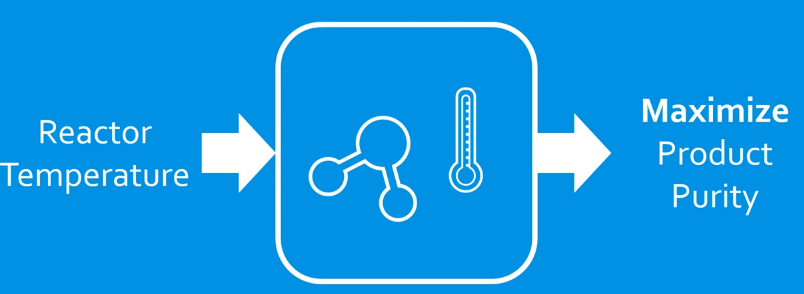 Reactor
Temperature
Maximize
Product
Purity